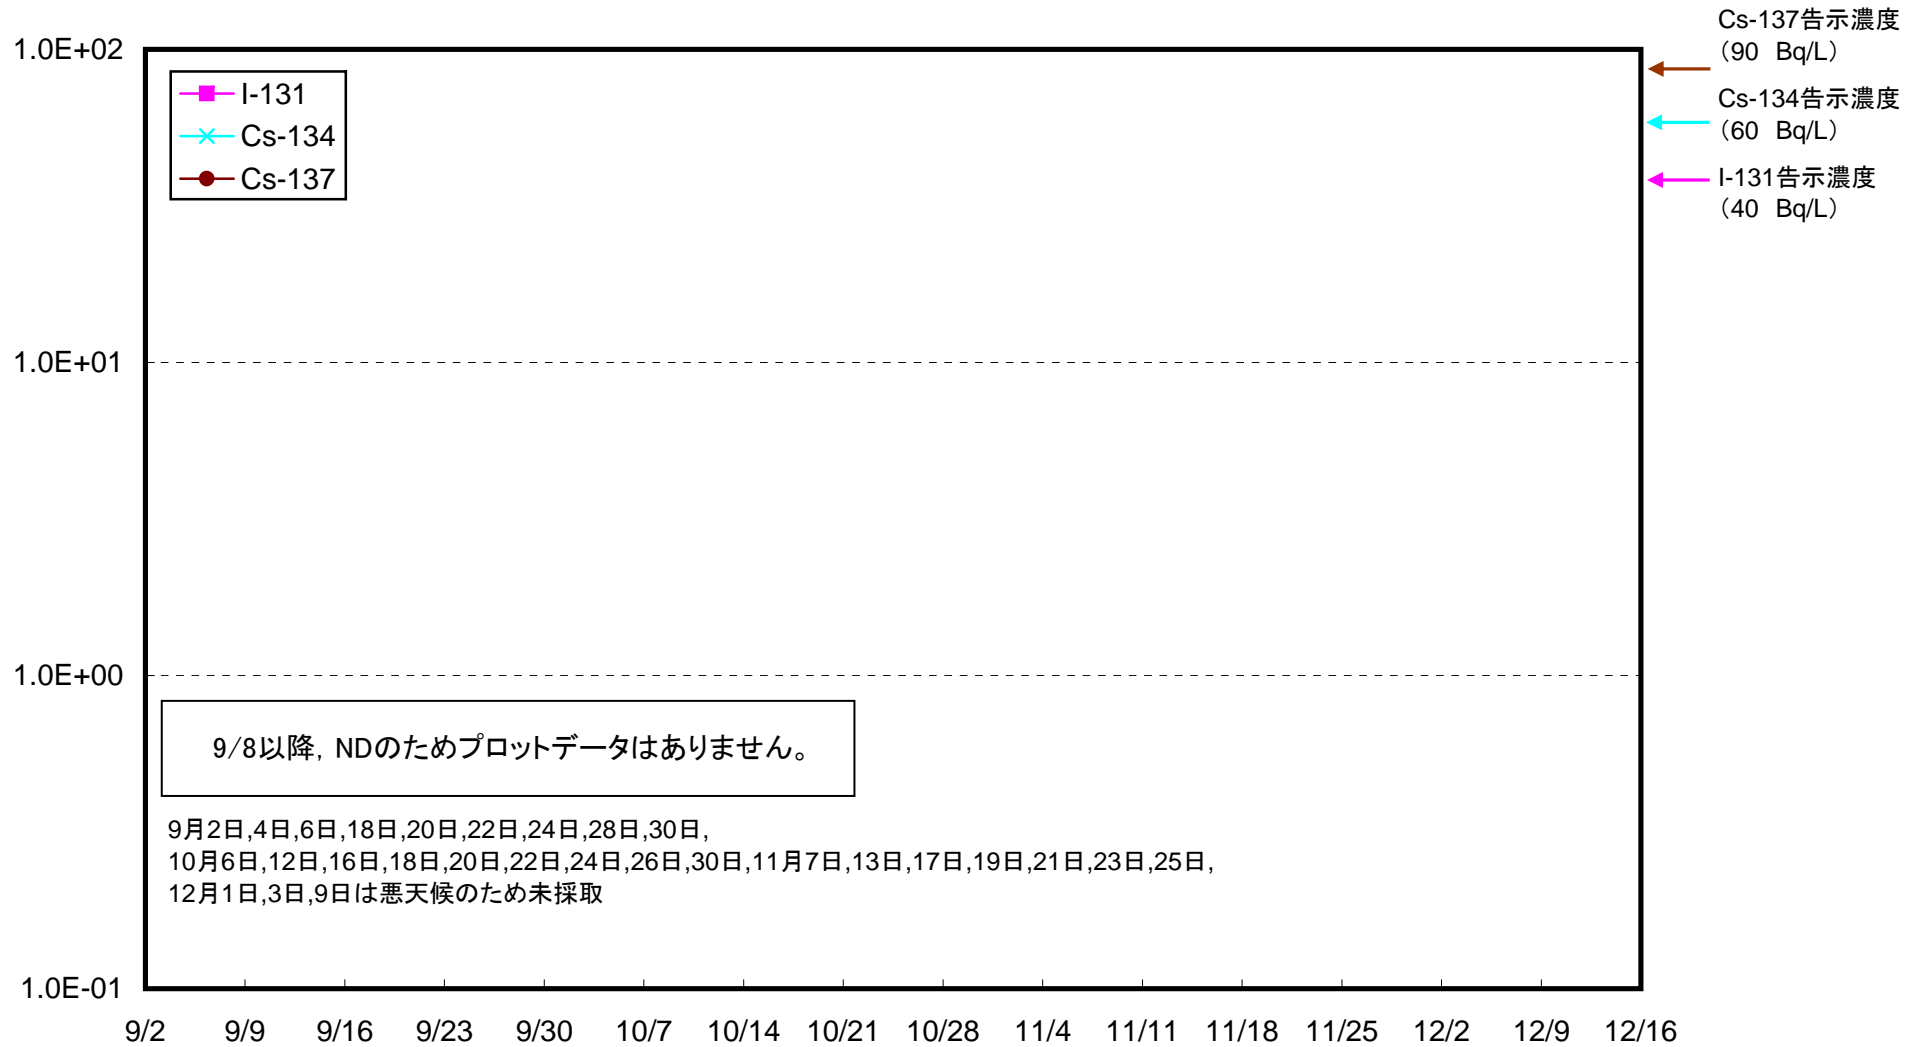 Cs-137告示濃度
（90 Bq/L）
Cs-134告示濃度
（60 Bq/L）
I-131告示濃度
（40 Bq/L）
1.0E+02
1.0E+01
1.0E+00
1.0E-01
I-131
Cs-134
Cs-137
9/8以降，NDのためプロットデータはありません。
9月2日,4日,6日,18日,20日,22日,24日,28日,30日,
10月6日,12日,16日,18日,20日,22日,24日,26日,30日,11月7日,13日,17日,19日,21日,23日,25日,
12月1日,3日,9日は悪天候のため未採取
9/2 9/9 9/16 9/23 9/30 10/7 10/14 10/21 10/28 11/4 11/11 11/18 11/25 12/2 12/9 12/16